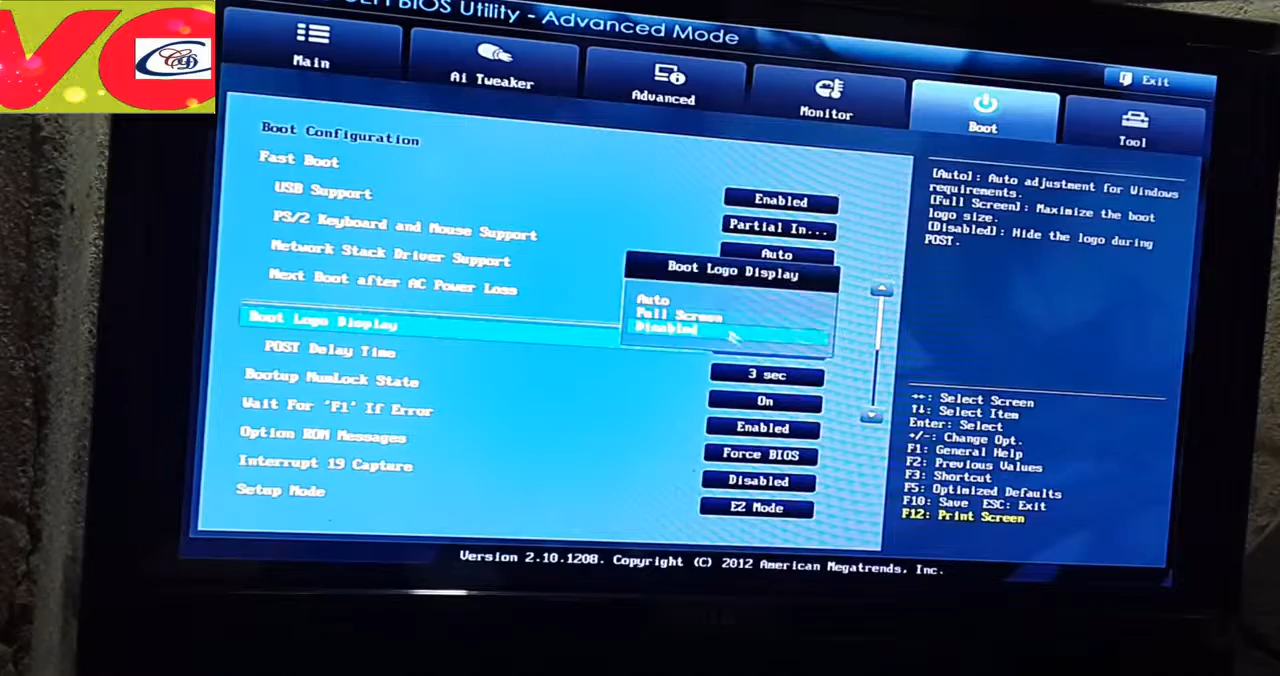 VC
UEFI BIOS Utility - Advanced Mode
Exit
Main
Ai Tweaker
Advanced
Monitor
Boot
Tool
Boot Configuration
Fast Boot
USB Support
Enabled
PS/2 Keyboard and Mouse Support
Partial In...
Network Stack Driver Support
Auto
Next Boot after AC Power Loss
Boot Logo Display
Auto
Full Screen
Disabled
Boot Logo Display
POST Delay Time
3 sec
Bootup NumLock State
On
Wait For 'F1' If Error
Enabled
Option ROM Messages
Force BIOS
Interrupt 19 Capture
Disabled
Setup Mode
EZ Mode
[Auto]: Auto adjustment for Windows
requirements.
[Full Screen]: Maximize the boot
logo size.
[Disabled]: Hide the logo during
POST.
→←: Select Screen
↑↓: Select Item
Enter: Select
+/-: Change Opt.
F1: General Help
F2: Previous Values
F3: Shortcut
F5: Optimized Defaults
F10: Save ESC: Exit
F12: Print Screen
Version 2.10.1208. Copyright (C) 2012 American Megatrends, Inc.